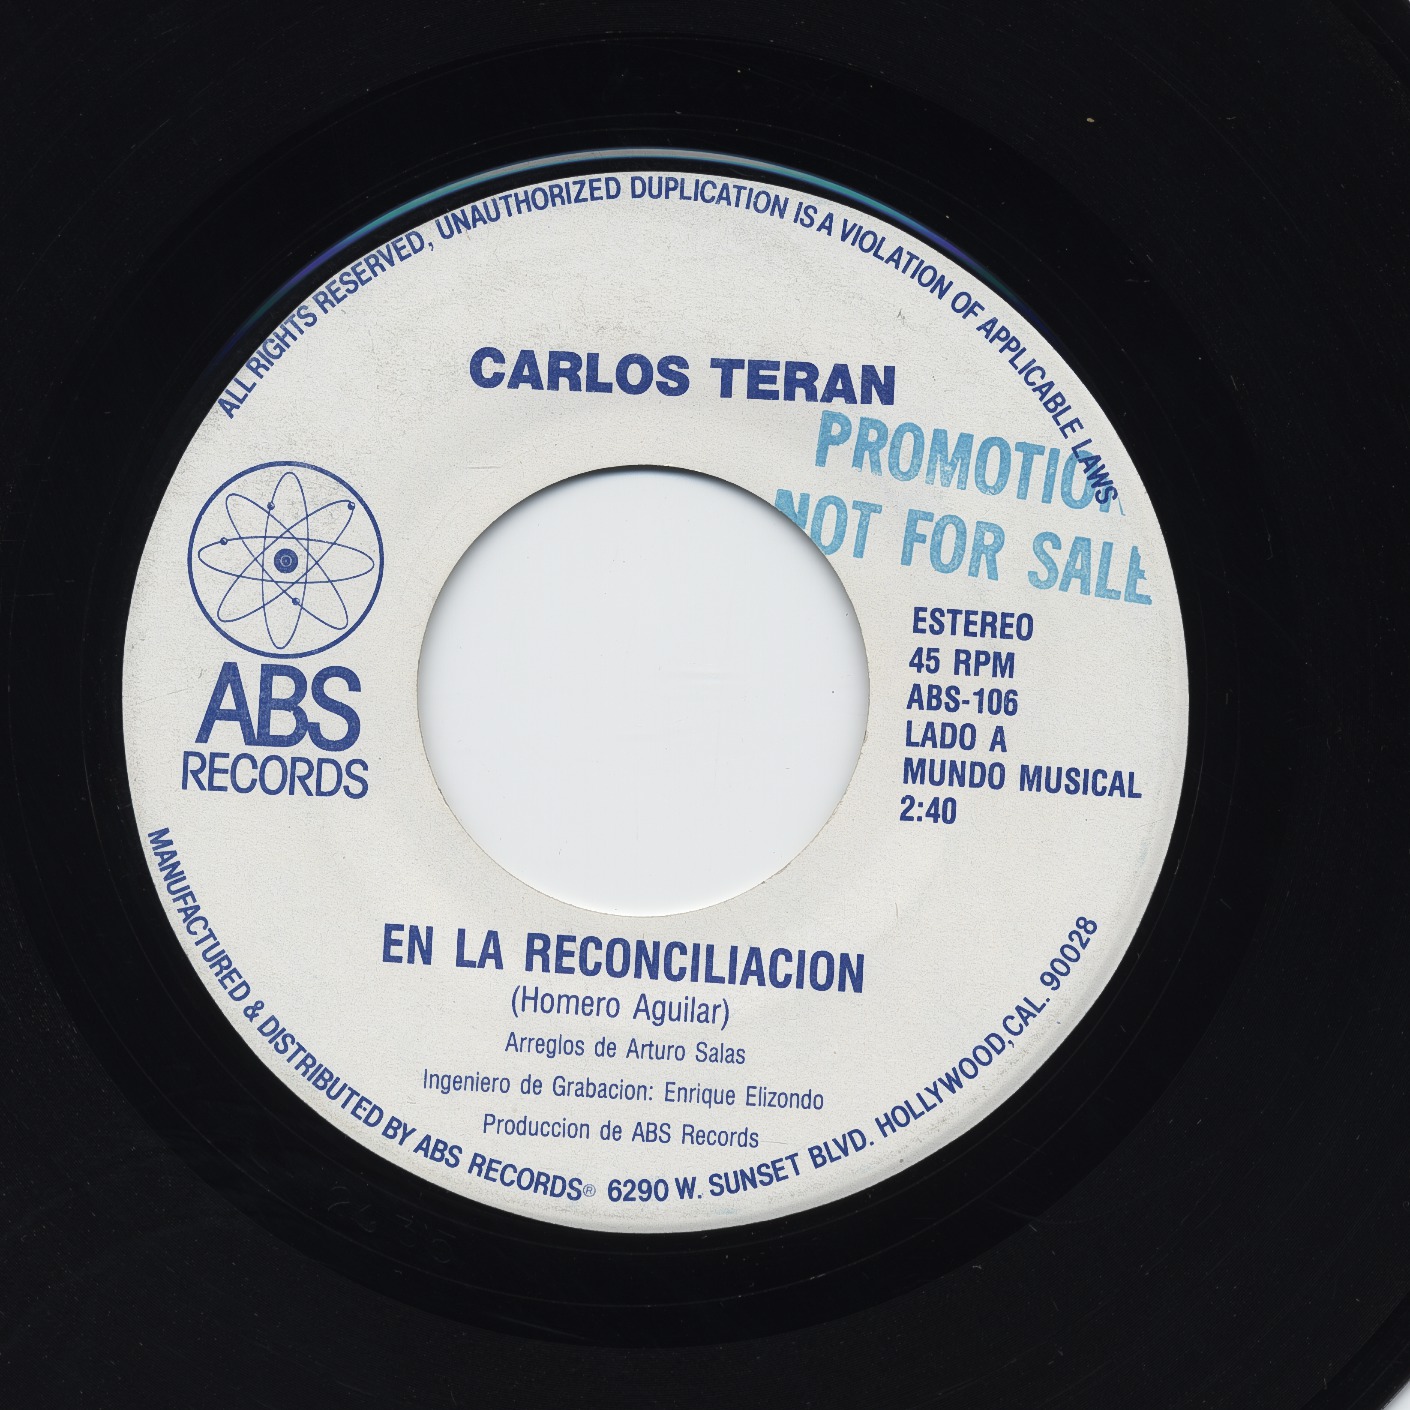 ALL RIGHTS RESERVED, UNAUTHORIZED DUPLICATION IS A VIOLATION OF APPLICABLE LAWS
CARLOS TERAN
NOT FOR SALE
ABS
RECORDS
ESTEREO
45 RPM
ABS-106
LADO A
MUNDO MUSICAL
2:40
EN LA RECONCILIACION
(Homero Aguilar)
Arreglos de Arturo Salas
Ingeniero de Grabacion: Enrique Elizondo
Produccion de ABS Records
MANUFACTURED & DISTRIBUTED BY ABS RECORDS® 6290 W. SUNSET BLVD. HOLLYWOOD, CAL. 90028